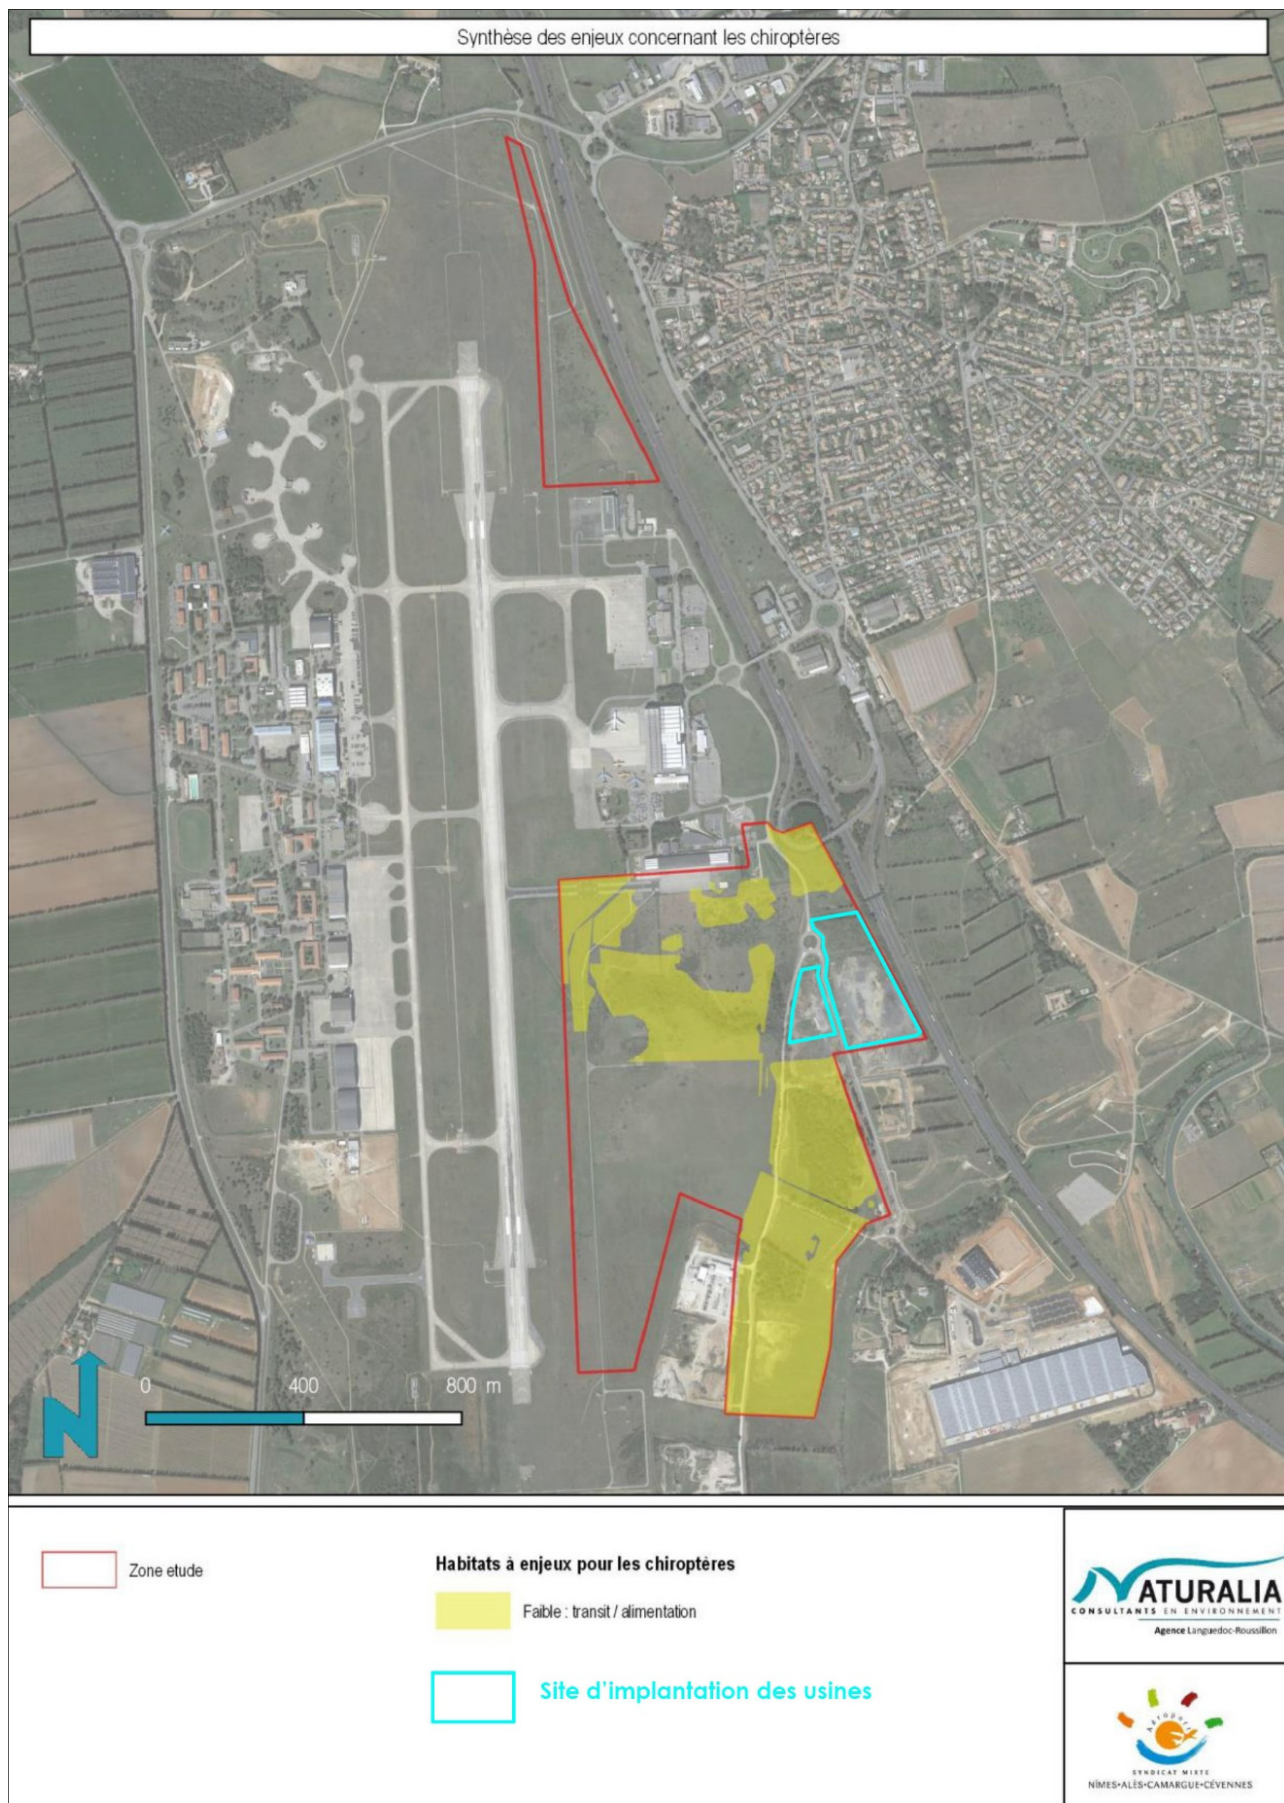 Synthèse des enjeux concernant les chiroptères
0 400 800 m
N
Zone etude
Habitats à enjeux pour les chiroptères
Faible : transit / alimentation
Site d'implantation des usines
NATURALIA
CONSULTANTS EN ENVIRONNEMENT
Agence Languedoc-Roussillon
Aéroport
SYNDICAT MIXTE
NÎMES•ALÈS•CAMARGUE•CÉVENNES